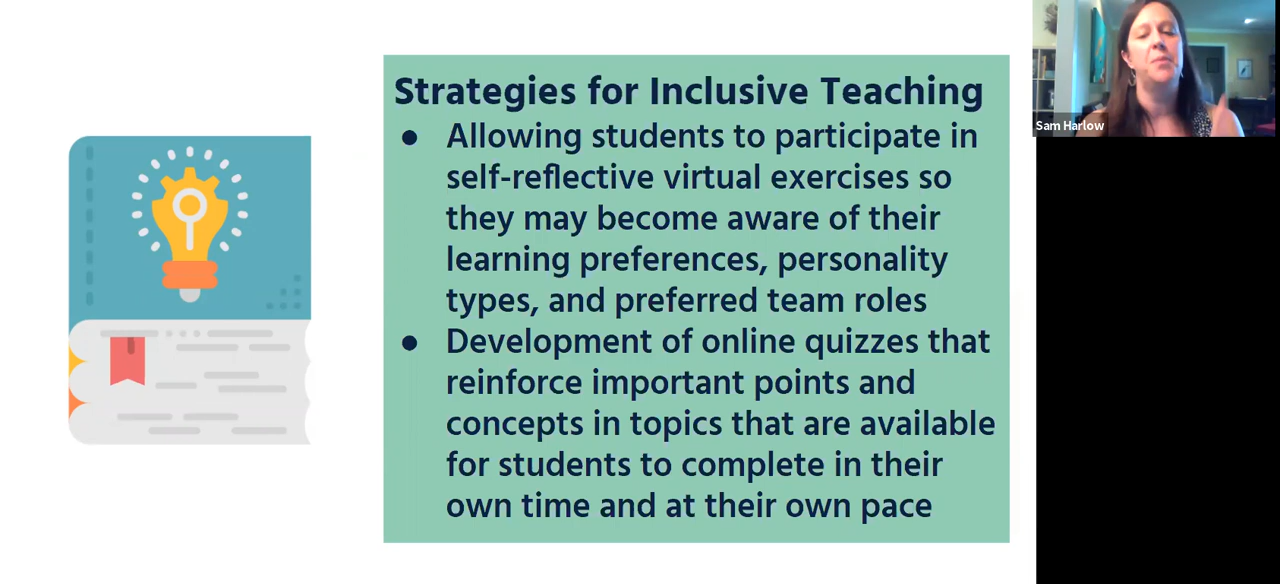 Strategies for Inclusive Teaching
● Allowing students to participate in
self-reflective virtual exercises so
they may become aware of their
learning preferences, personality
types, and preferred team roles
● Development of online quizzes that
reinforce important points and
concepts in topics that are available
for students to complete in their
own time and at their own pace
Sam Harlow